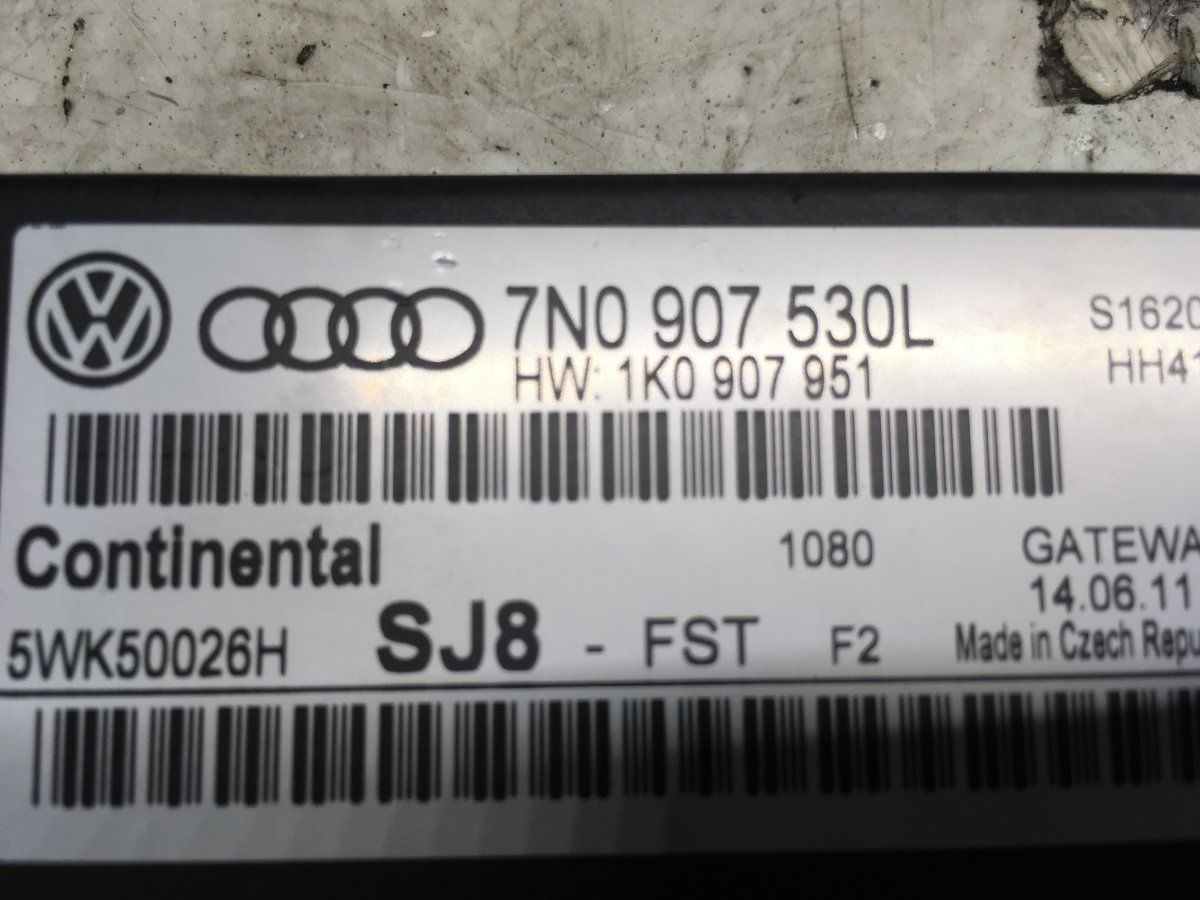 7N0 907 530L
S1620
HW: 1K0 907 951
HH41
Continental
1080
GATEWA
14.06.11
5WK50026H
SJ8 - FST F2
Made in Czech Repu